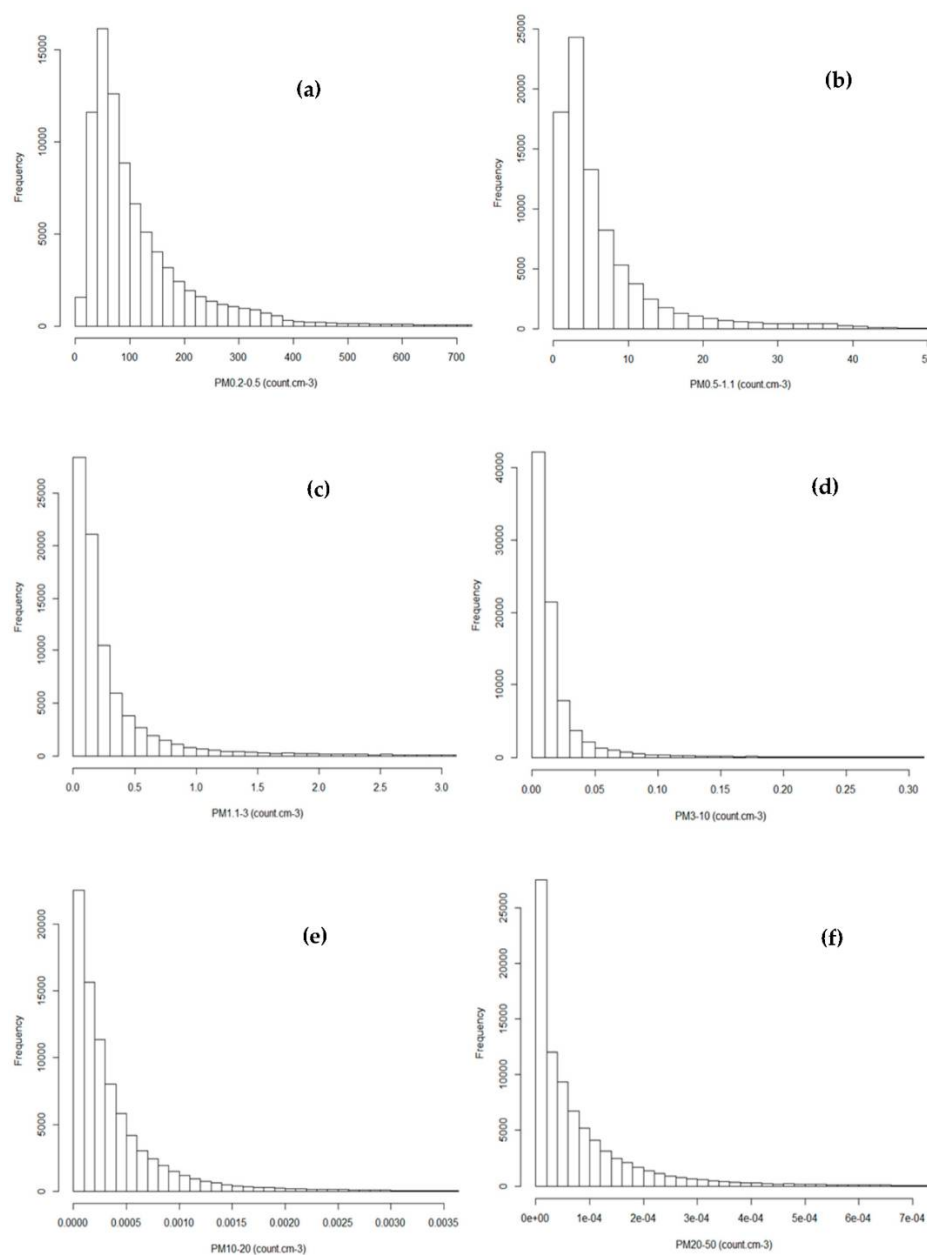 (a)
Frequency
15000
10000
5000
0
0 100 200 300 400 500 600 700
PM0.2-0.5 (count.cm-3)
(b)
Frequency
25000
20000
15000
10000
5000
0
0 10 20 30 40 50
PM0.5-1.1 (count.cm-3)
(c)
Frequency
25000
20000
15000
10000
5000
0
0.0 0.5 1.0 1.5 2.0 2.5 3.0
PM1.1-3 (count.cm-3)
(d)
Frequency
40000
30000
20000
10000
0
0.00 0.05 0.10 0.15 0.20 0.25 0.30
PM3-10 (count.cm-3)
(e)
Frequency
20000
15000
10000
5000
0
0.0000 0.0005 0.0010 0.0015 0.0020 0.0025 0.0030 0.0035
PM10-20 (count.cm-3)
(f)
Frequency
25000
20000
15000
10000
5000
0
0e+00 1e-04 2e-04 3e-04 4e-04 5e-04 6e-04 7e-04
PM20-50 (count.cm-3)